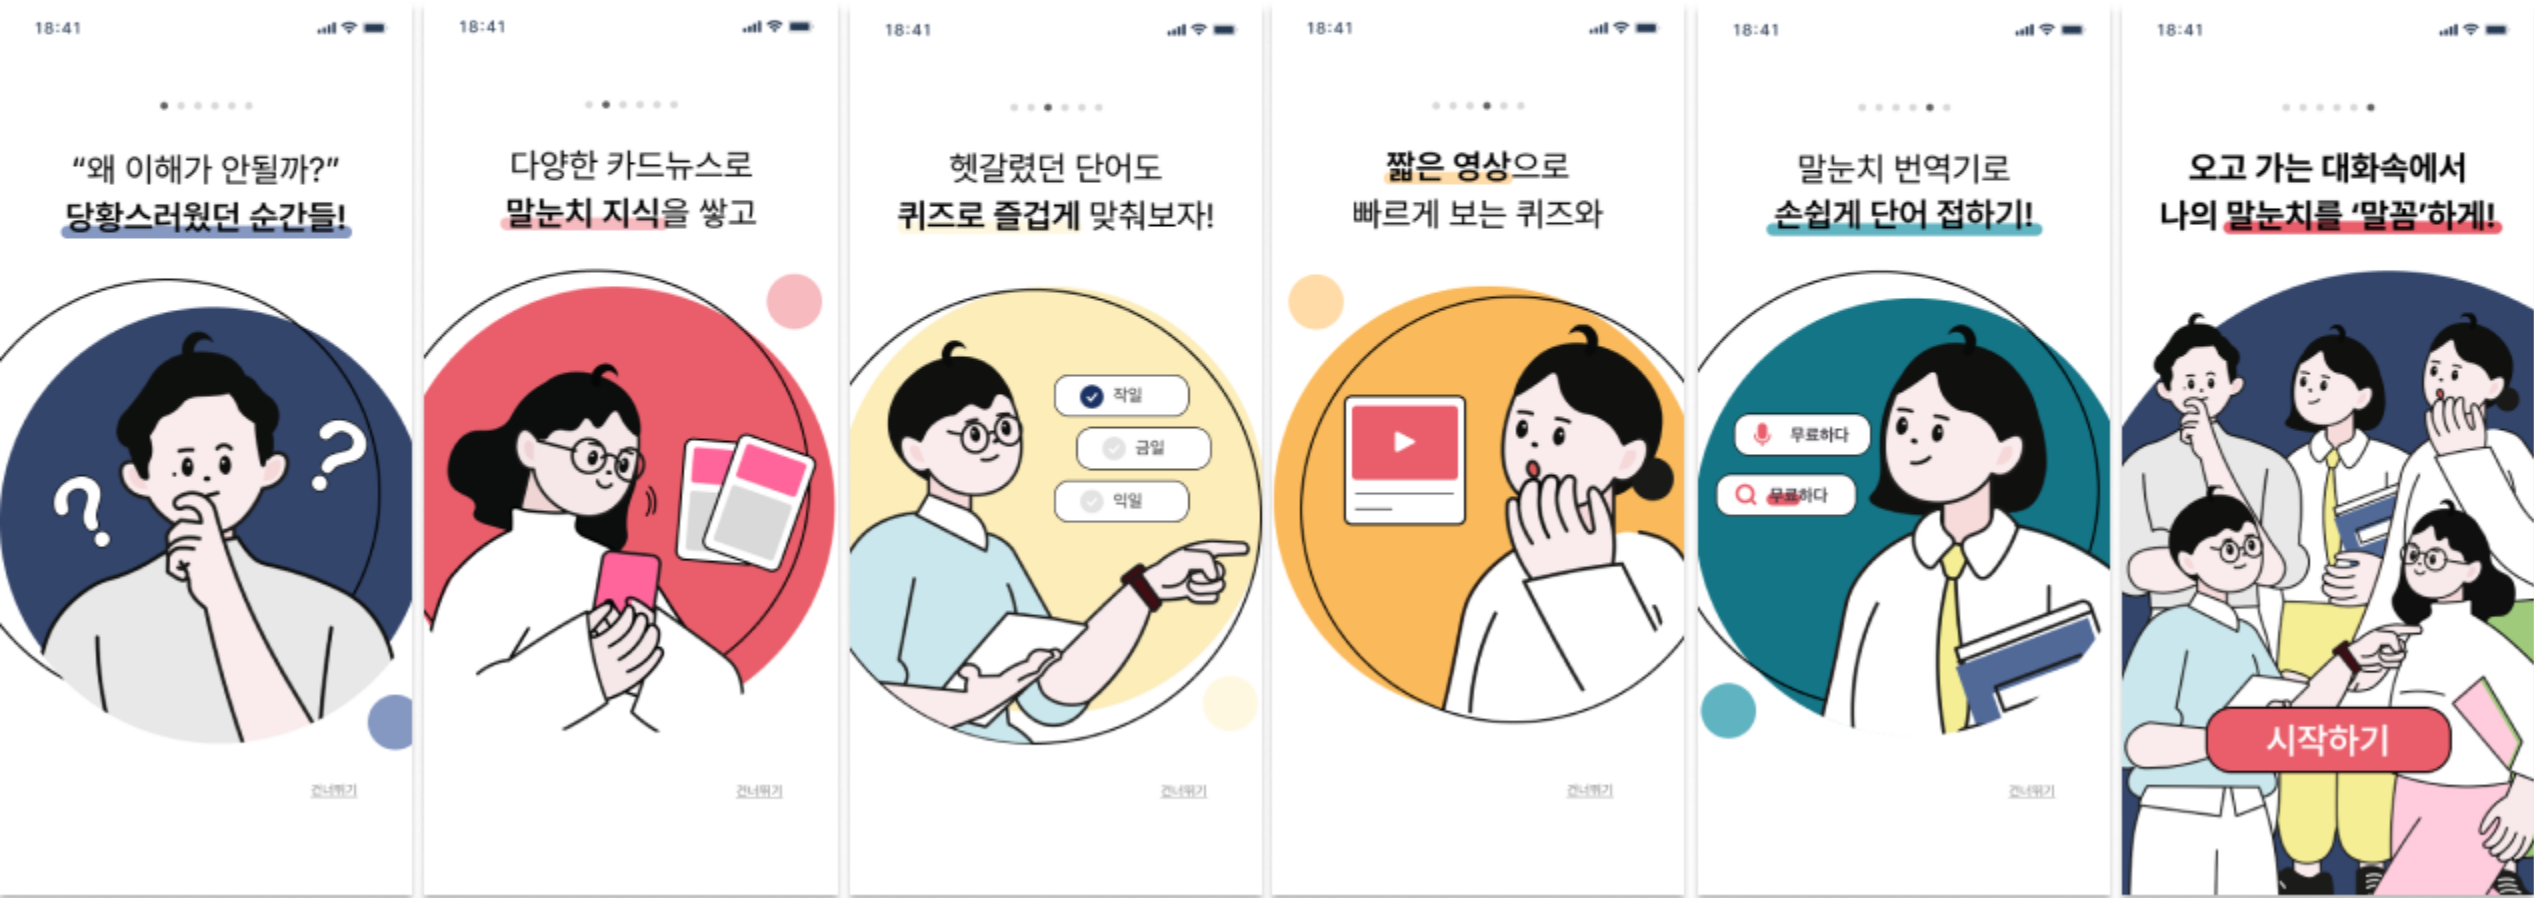 18:41
“왜 이해가 안될까?”
당황스러웠던 순간들!
건너뛰기
18:41
다양한 카드뉴스로
말눈치 지식을 쌓고
건너뛰기
18:41
헷갈렸던 단어도
퀴즈로 즐겁게 맞춰보자!
작일
금일
익일
건너뛰기
18:41
짧은 영상으로
빠르게 보는 퀴즈와
건너뛰기
18:41
말눈치 번역기로
손쉽게 단어 접하기!
무료하다
무료하다
건너뛰기
18:41
오고 가는 대화속에서
나의 말눈치를 ‘말꼼’하게!
시작하기